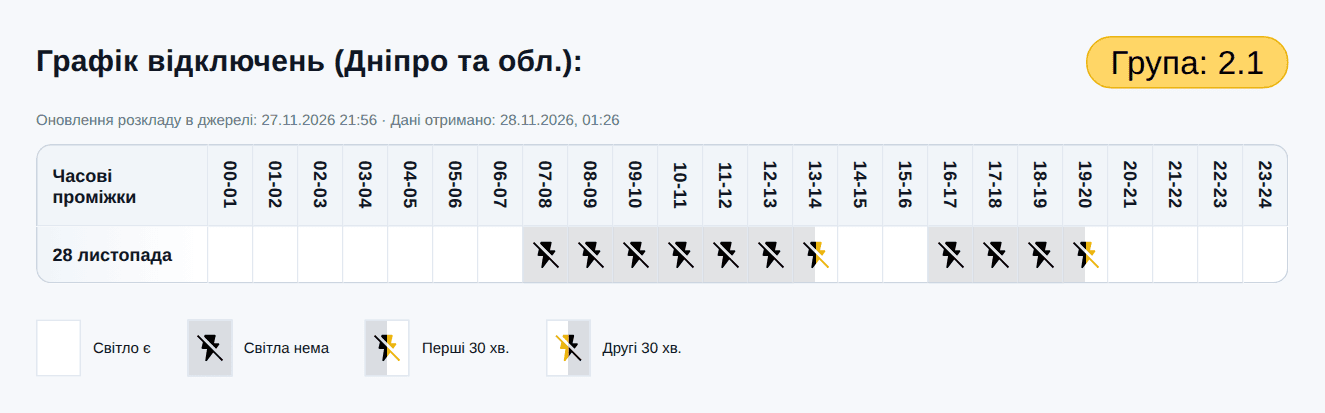 Графік відключень (Дніпро та обл.):
Група: 2.1
Оновлення розкладу в джерелі: 27.11.2026 21:56 · Дані отримано: 28.11.2026, 01:26
Часові
проміжки
00-01
01-02
02-03
03-04
04-05
05-06
06-07
07-08
08-09
09-10
10-11
11-12
12-13
13-14
14-15
15-16
16-17
17-18
18-19
19-20
20-21
21-22
22-23
23-24
28 листопада
Світло є
Світла нема
Перші 30 хв.
Другі 30 хв.